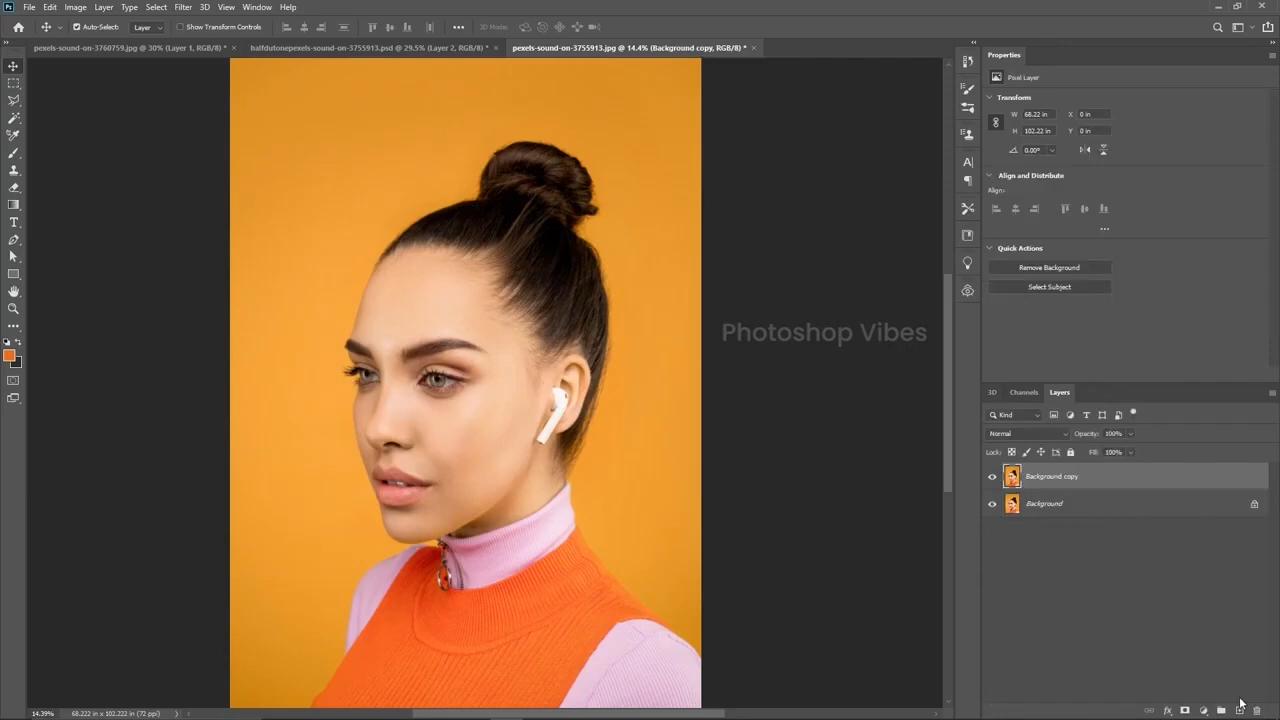 Ps File Edit Image Layer Type Select Filter 3D View Window Help
Auto-Select: Layer Show Transform Controls 3D Mode:
pexels-sound-on-3760759.jpg @ 30% (Layer 1, RGB/8) * halfdutonepexels-sound-on-3755913.psd @ 29.5% (Layer 2, RGB/8) * pexels-sound-on-3755913.jpg @ 14.4% (Background copy, RGB/8) *
Properties
Pixel Layer
Transform
W 68.22 in X 0 in
H 102.22 in Y 0 in
0.00°
Align and Distribute
Align:
Quick Actions
Remove Background
Select Subject
Photoshop Vibes
3D Channels Layers
Kind
Normal Opacity: 100%
Lock: Fill: 100%
Background copy
Background
14.39% 68.222 in x 102.222 in (72 ppi)